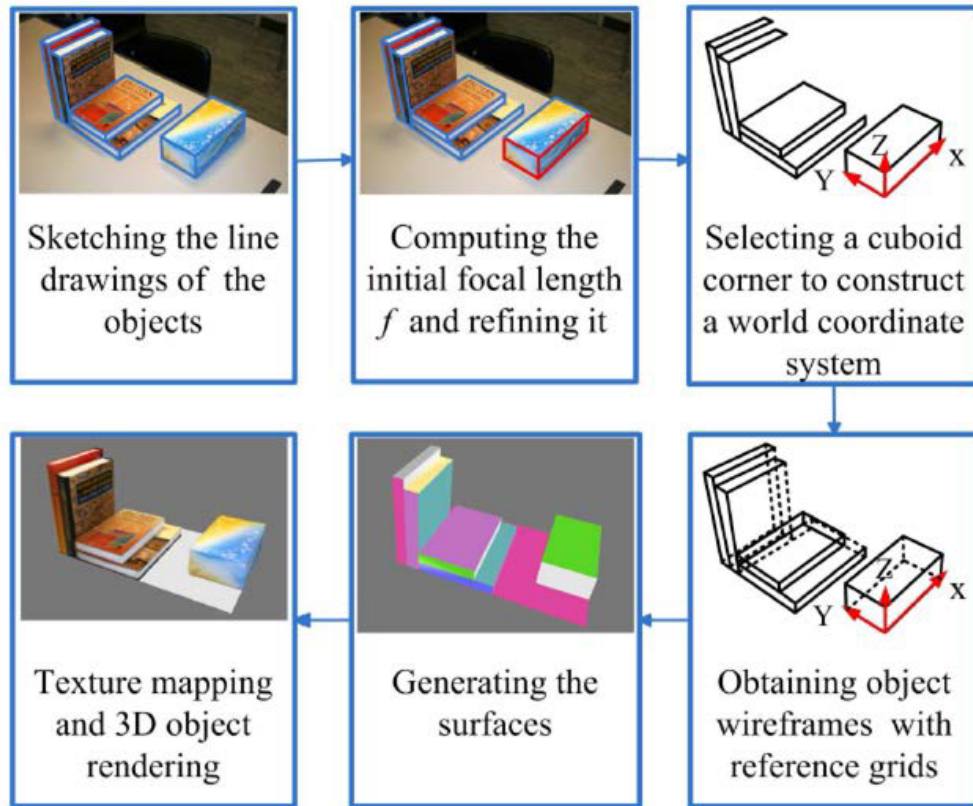 Sketching the line
drawings of the
objects
Computing the
initial focal length
f and refining it
Z
X
Y
Selecting a cuboid
corner to construct
a world coordinate
system
Texture mapping
and 3D object
rendering
Generating the
surfaces
Z
X
Y
Obtaining object
wireframes with
reference grids